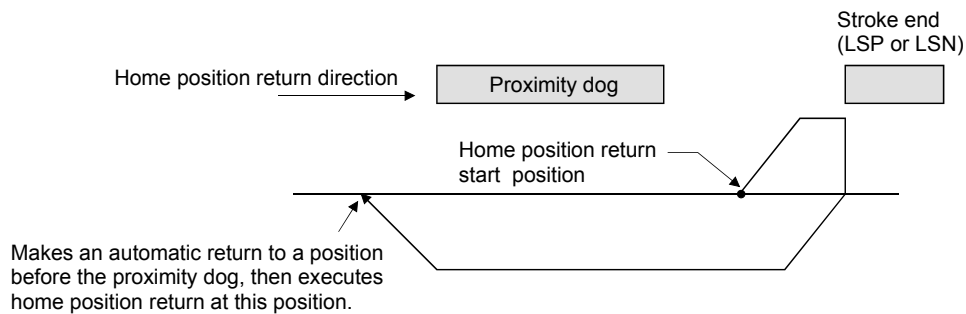 Stroke end
(LSP or LSN)
Home position return direction
Proximity dog
Home position return
start position
Makes an automatic return to a position
before the proximity dog, then executes
home position return at this position.